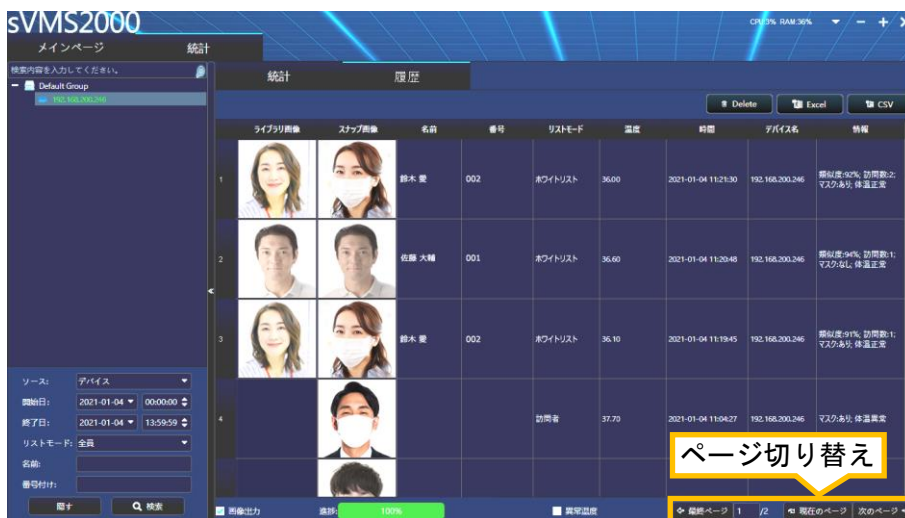 sVMS2000
CPU:3% RAM:36%
メインページ 統計
検索内容を入力してください。
Default Group
192.168.200.246
統計 履歴
Delete Excel CSV
ライブラリ画像 スナップ画像 名前 番号 リストモード 温度 時間 デバイス名 情報
1 鈴木 愛 002 ホワイトリスト 36.00 2021-01-04 11:21:30 192.168.200.246 類似度:92%; 訪問数:2;
マスク:あり; 体温正常
2 佐藤 大輔 001 ホワイトリスト 36.60 2021-01-04 11:20:48 192.168.200.246 類似度:94%; 訪問数:1;
マスク:なし; 体温正常
3 鈴木 愛 002 ホワイトリスト 36.10 2021-01-04 11:19:45 192.168.200.246 類似度:91%; 訪問数:1;
マスク:あり; 体温正常
4 訪問者 37.70 2021-01-04 11:04:27 192.168.200.246 マスク:あり; 体温異常
ソース: デバイス
開始日: 2021-01-04 00:00:00
終了日: 2021-01-04 13:59:59
リストモード: 全員
名前:
番号付け:
隠す 検索
ページ切り替え
画像出力 進捗: 100% 異常温度 最終ページ 1 /2 現在のページ 次のページ